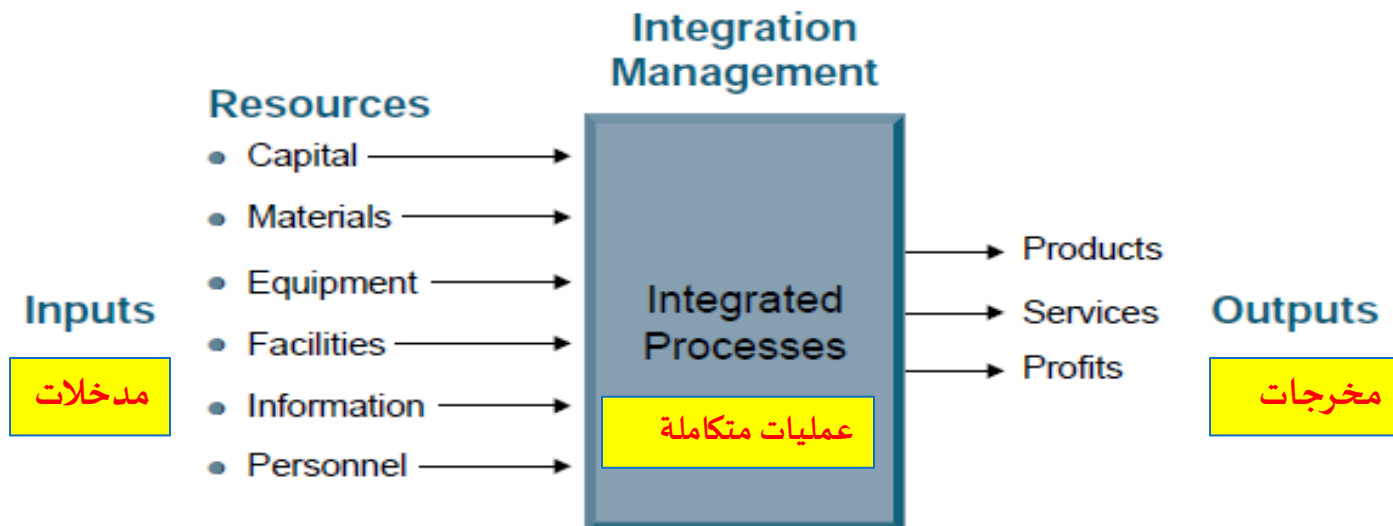 Integration
Management
Resources
Capital
Materials
Equipment
Facilities
Information
Personnel
Inputs
مدخلات
Integrated
Processes
عمليات متكاملة
Products
Services
Profits
Outputs
مخرجات